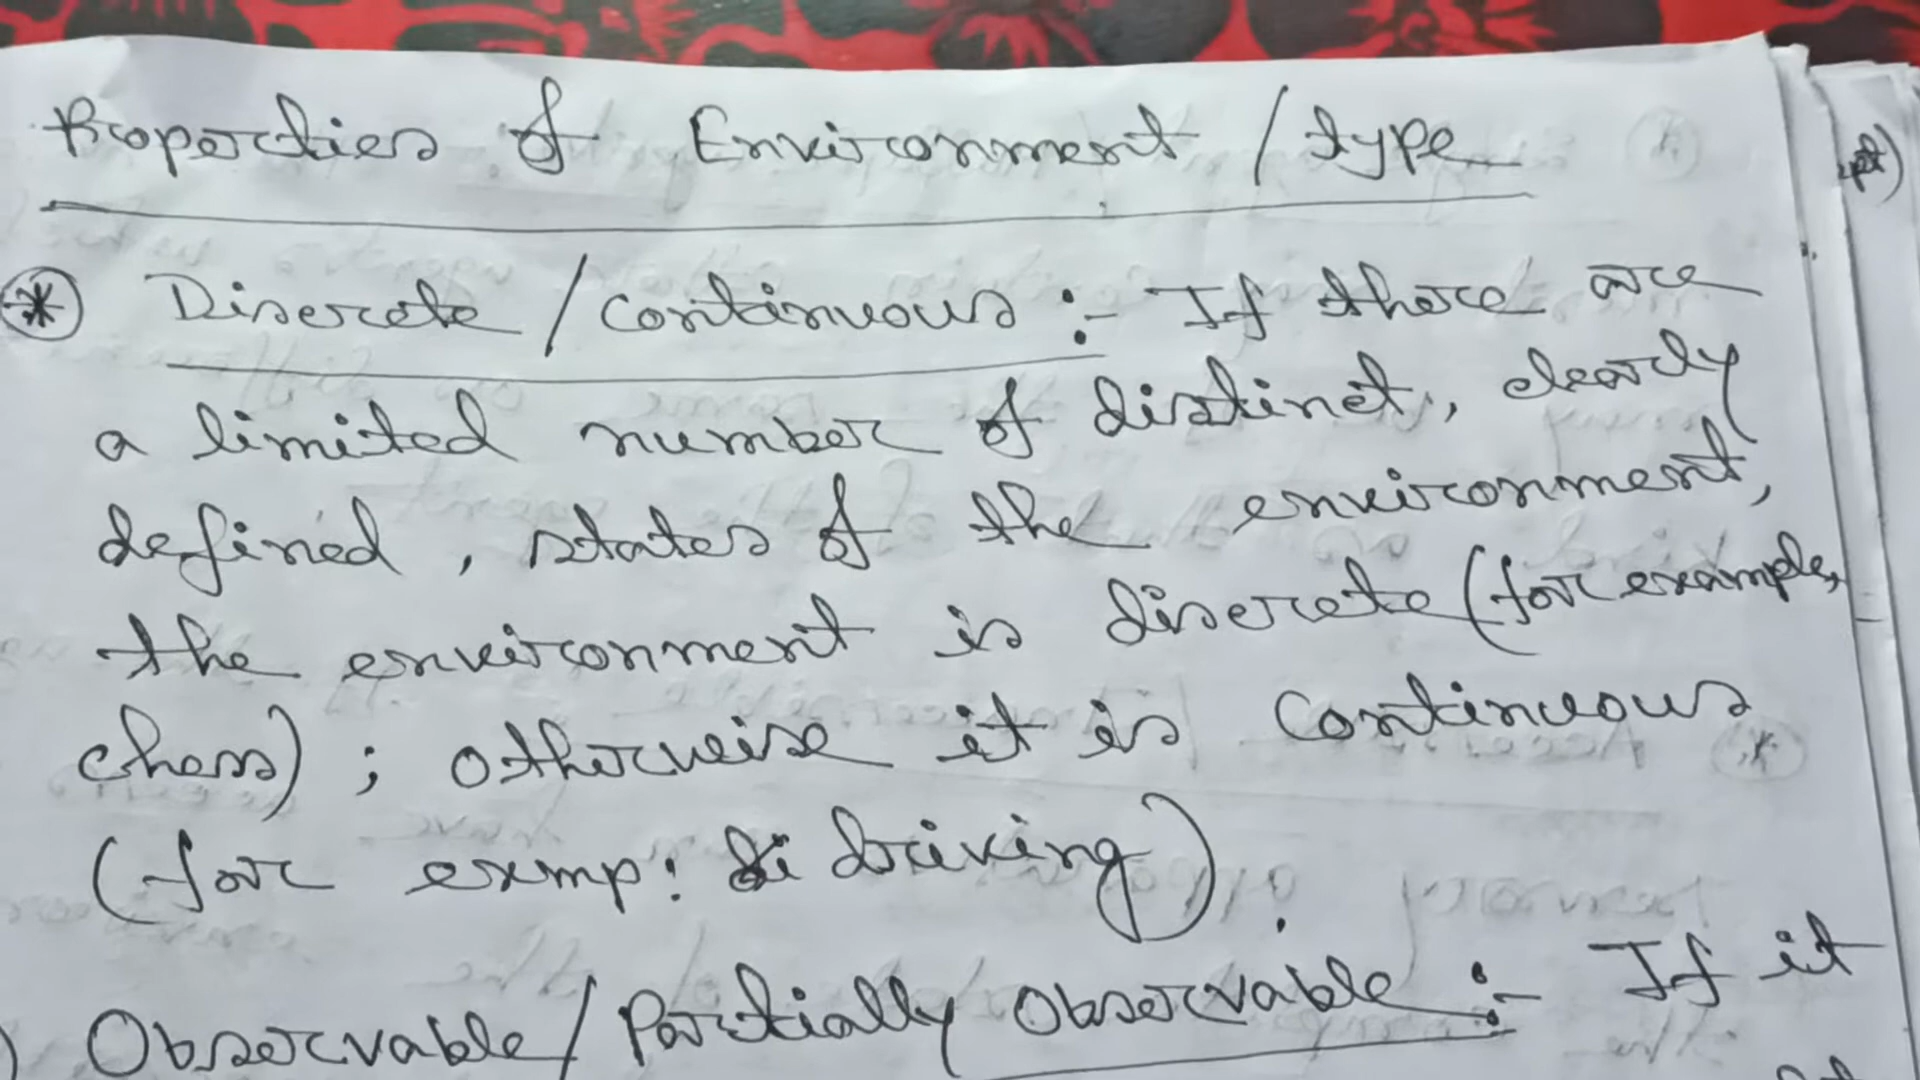 Properties of Environment / type
* Discrete / continuous :- If there are
a limited number of distinct, clearly
defined, states of the environment,
the environment is discrete (for example,
chess) ; otherwise it is continuous
(for exmp: driving).
Observable / Partially observable :- If it